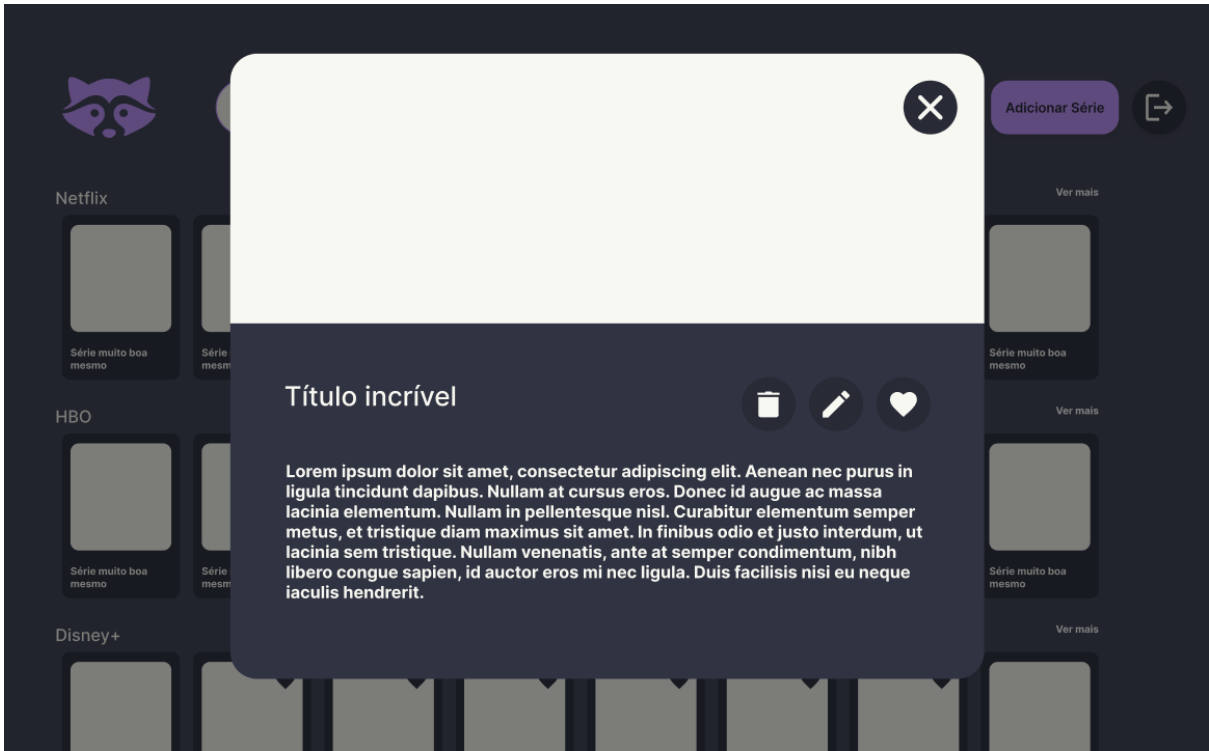 Adicionar Série
Netflix
Ver mais
Série muito boa
mesmo
Série
Série muito boa
mesmo
Título incrível
HBO
Ver mais
Lorem ipsum dolor sit amet, consectetur adipiscing elit. Aenean nec purus in
ligula tincidunt dapibus. Nullam at cursus eros. Donec id augue ac massa
lacinia elementum. Nullam in pellentesque nisl. Curabitur elementum semper
metus, et tristique diam maximus sit amet. In finibus odio et justo interdum, ut
lacinia sem tristique. Nullam venenatis, ante at semper condimentum, nibh
libero congue sapien, id auctor eros mi nec ligula. Duis facilisis nisi eu neque
iaculis hendrerit.
Série muito boa
mesmo
Série
Série muito boa
mesmo
Disney+
Ver mais